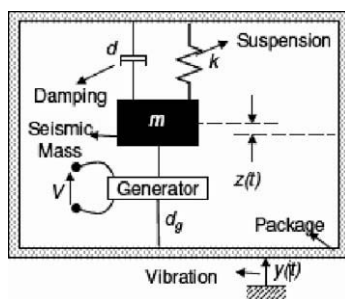 d
Suspension
k
Damping
m
Seismic
Mass
z(t)
V
Generator
d_g
Package
Vibration
y(t)